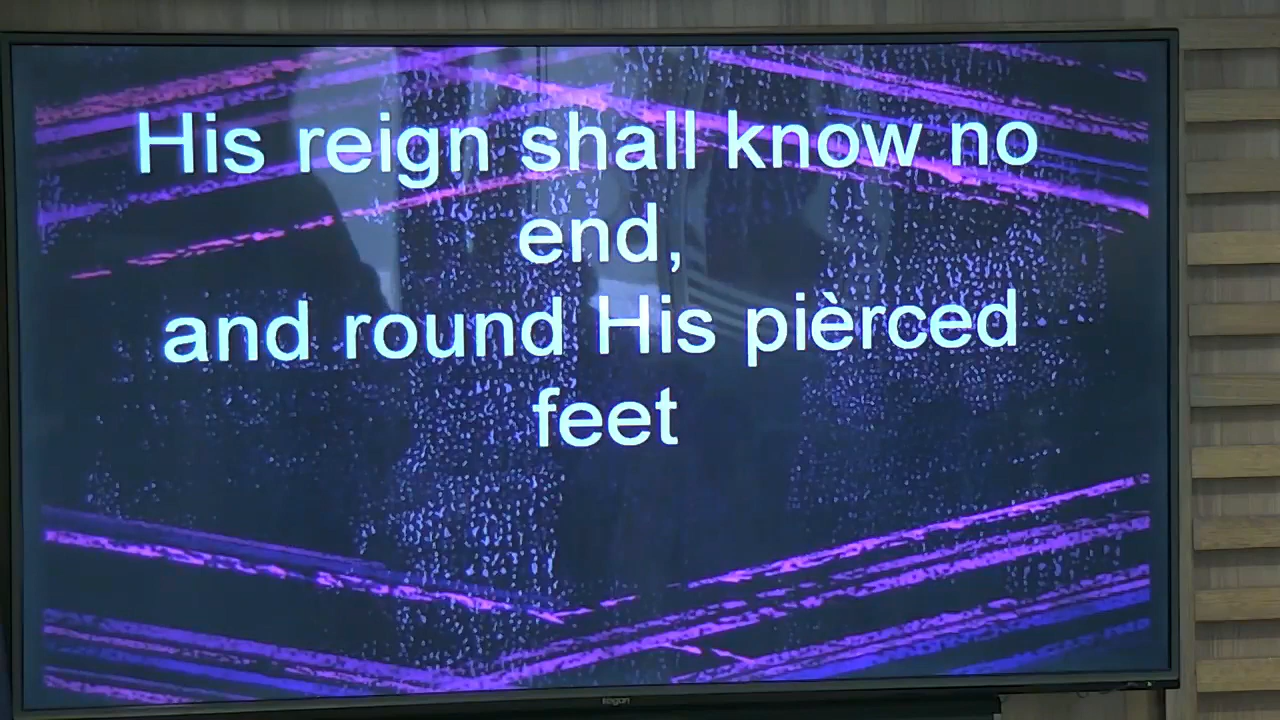 His reign shall know no
end,
and round His pièrced
feet